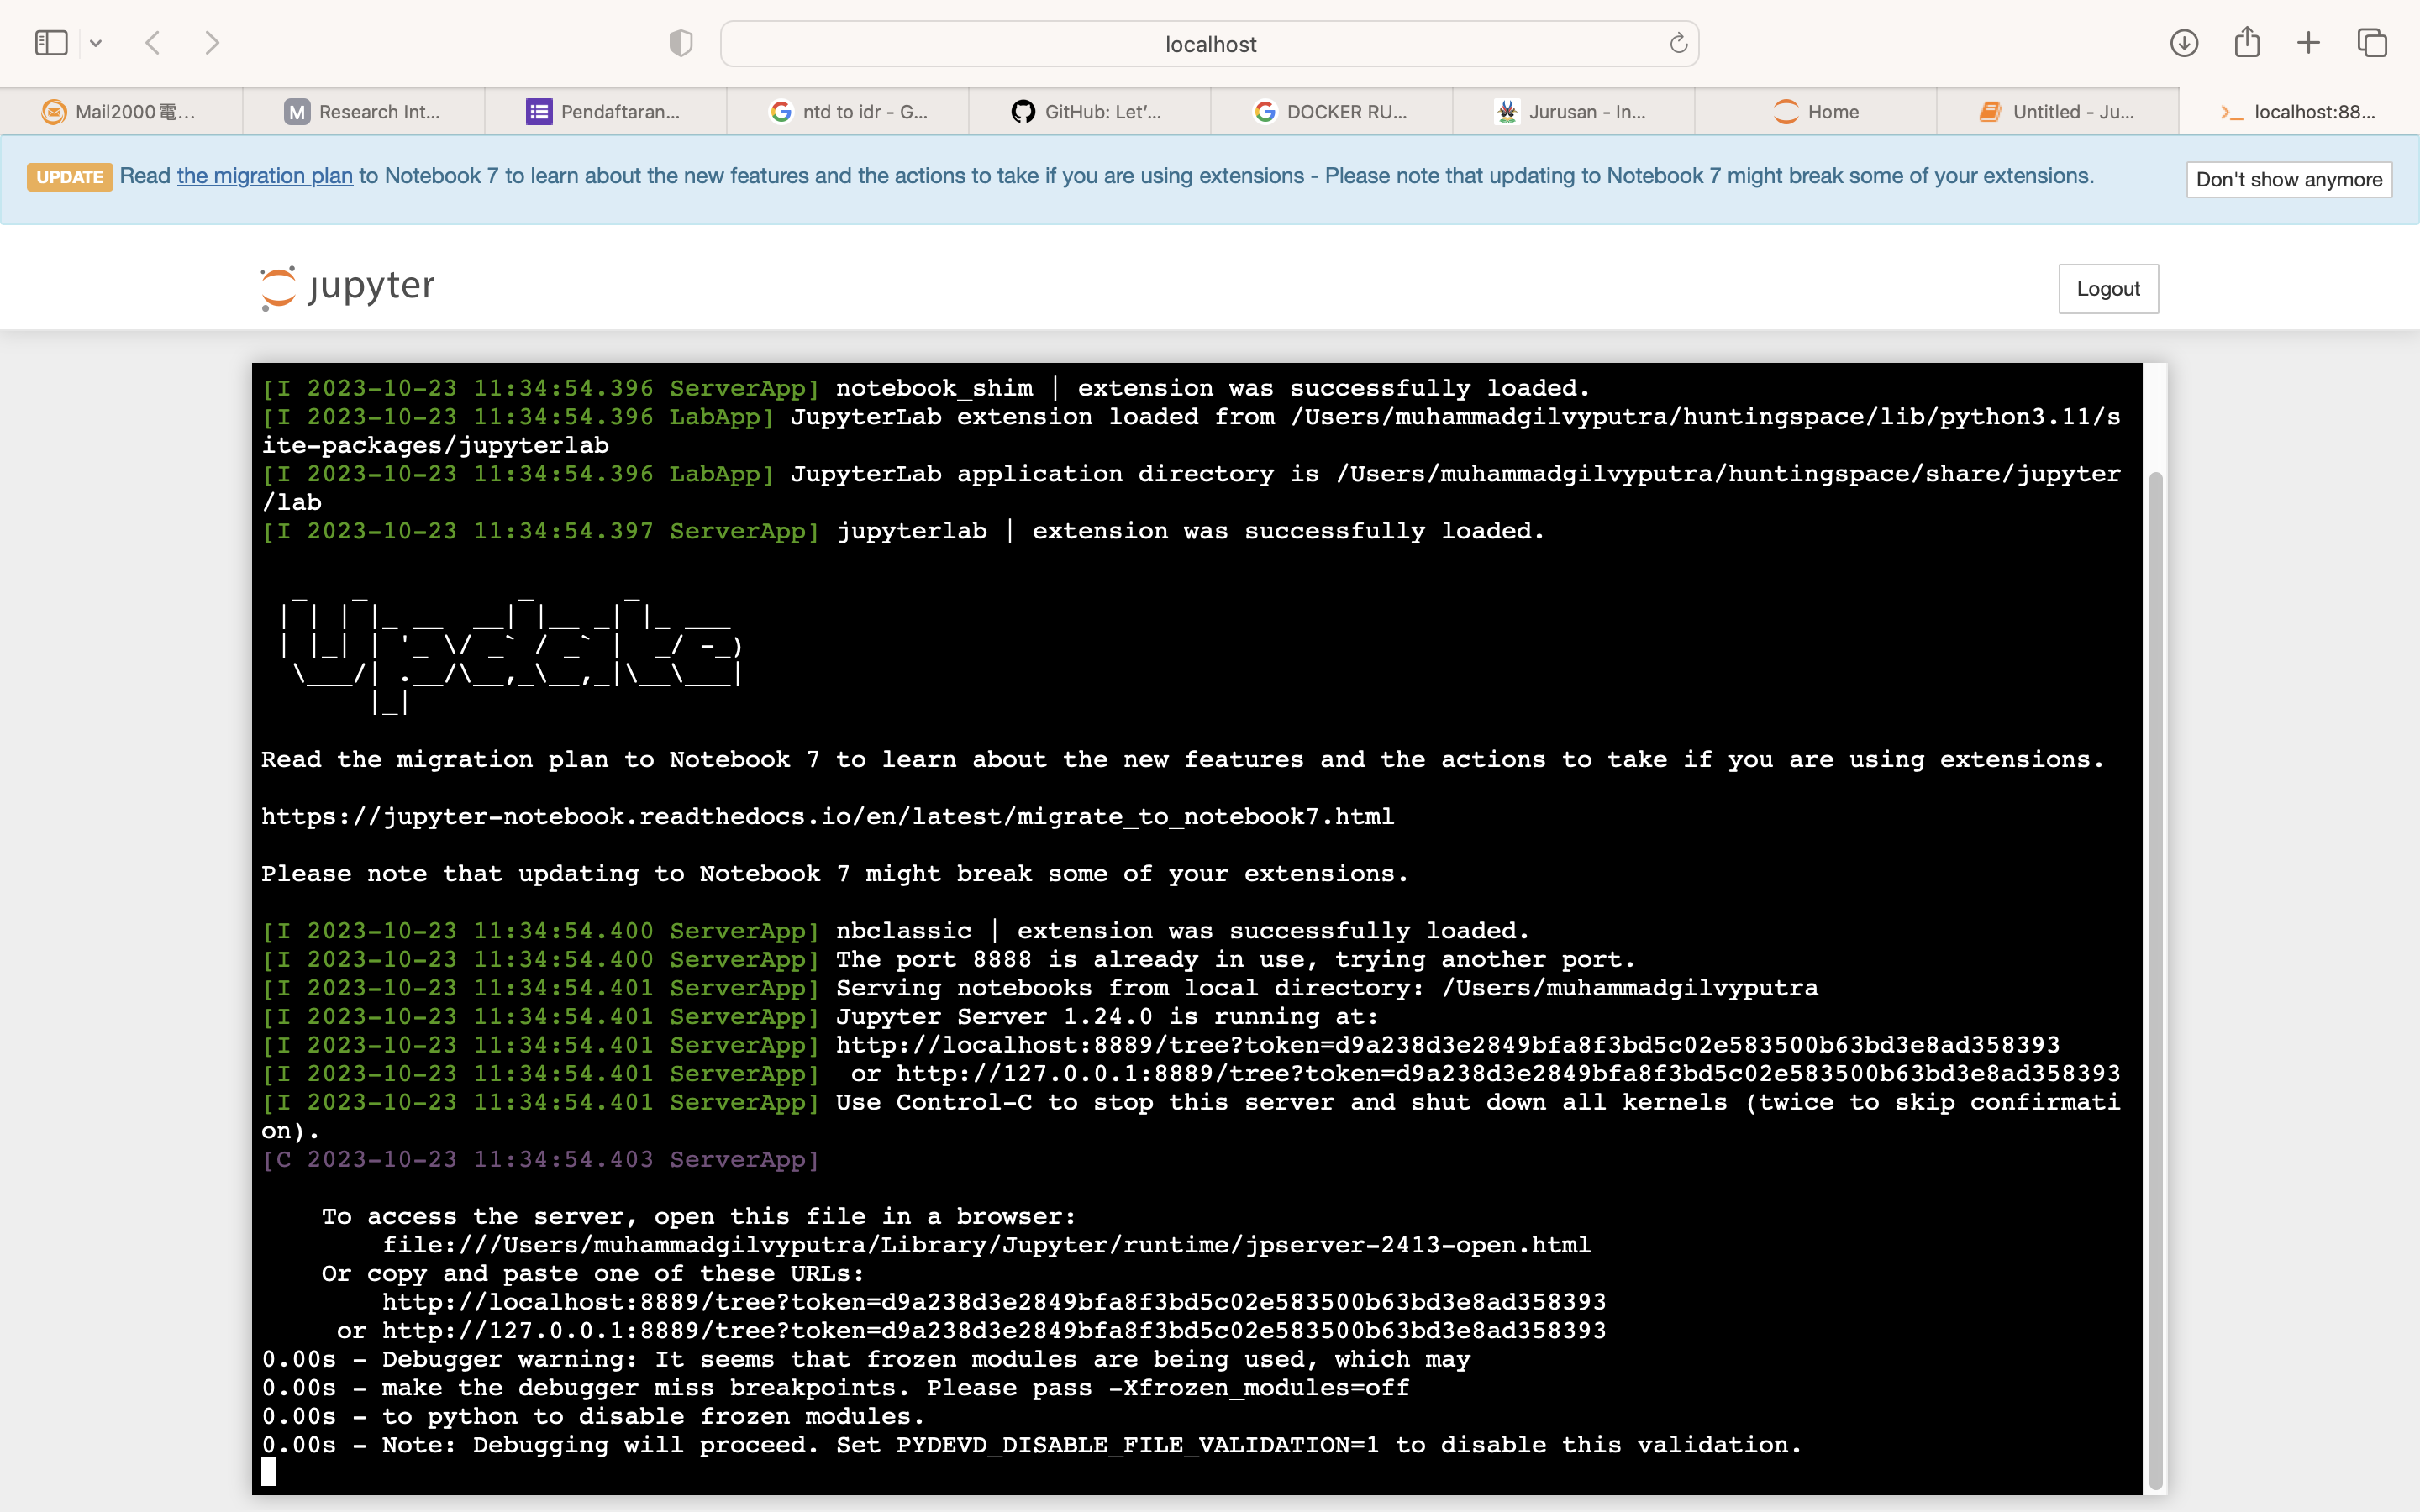 localhost
Mail2000電...
M Research Int...
Pendaftaran...
ntd to idr - G...
GitHub: Let’...
DOCKER RU...
Jurusan - In...
Home
Untitled - Ju...
localhost:88...
UPDATE Read the migration plan to Notebook 7 to learn about the new features and the actions to take if you are using extensions - Please note that updating to Notebook 7 might break some of your extensions.
Don't show anymore
jupyter
Logout
[I 2023-10-23 11:34:54.396 ServerApp] notebook_shim | extension was successfully loaded.
[I 2023-10-23 11:34:54.396 LabApp] JupyterLab extension loaded from /Users/muhammadgilvyputra/huntingspace/lib/python3.11/s
ite-packages/jupyterlab
[I 2023-10-23 11:34:54.396 LabApp] JupyterLab application directory is /Users/muhammadgilvyputra/huntingspace/share/jupyter
/lab
[I 2023-10-23 11:34:54.397 ServerApp] jupyterlab | extension was successfully loaded.
Update
Read the migration plan to Notebook 7 to learn about the new features and the actions to take if you are using extensions.
https://jupyter-notebook.readthedocs.io/en/latest/migrate_to_notebook7.html
Please note that updating to Notebook 7 might break some of your extensions.
[I 2023-10-23 11:34:54.400 ServerApp] nbclassic | extension was successfully loaded.
[I 2023-10-23 11:34:54.400 ServerApp] The port 8888 is already in use, trying another port.
[I 2023-10-23 11:34:54.401 ServerApp] Serving notebooks from local directory: /Users/muhammadgilvyputra
[I 2023-10-23 11:34:54.401 ServerApp] Jupyter Server 1.24.0 is running at:
[I 2023-10-23 11:34:54.401 ServerApp] http://localhost:8889/tree?token=d9a238d3e2849bfa8f3bd5c02e583500b63bd3e8ad358393
[I 2023-10-23 11:34:54.401 ServerApp]  or http://127.0.0.1:8889/tree?token=d9a238d3e2849bfa8f3bd5c02e583500b63bd3e8ad358393
[I 2023-10-23 11:34:54.401 ServerApp] Use Control-C to stop this server and shut down all kernels (twice to skip confirmati
on).
[C 2023-10-23 11:34:54.403 ServerApp]
To access the server, open this file in a browser:
file:///Users/muhammadgilvyputra/Library/Jupyter/runtime/jpserver-2413-open.html
Or copy and paste one of these URLs:
http://localhost:8889/tree?token=d9a238d3e2849bfa8f3bd5c02e583500b63bd3e8ad358393
or http://127.0.0.1:8889/tree?token=d9a238d3e2849bfa8f3bd5c02e583500b63bd3e8ad358393
0.00s - Debugger warning: It seems that frozen modules are being used, which may
0.00s - make the debugger miss breakpoints. Please pass -Xfrozen_modules=off
0.00s - to python to disable frozen modules.
0.00s - Note: Debugging will proceed. Set PYDEVD_DISABLE_FILE_VALIDATION=1 to disable this validation.